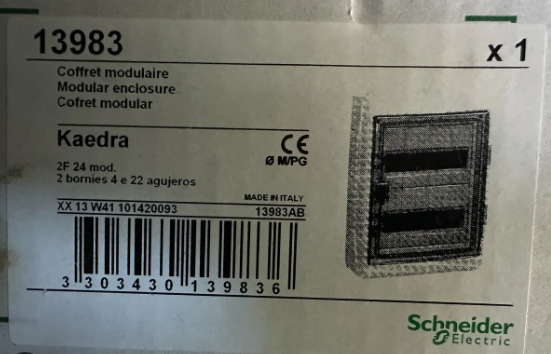 13983
x 1
Coffret modulaire
Modular enclosure
Cofret modular
Kaedra
CE
Ø M/PG
2F 24 mod.
2 bornies 4 e 22 agujeros
MADE IN ITALY
XX 13 W41 101420093
13983AB
3 303430 139836
Schneider
Electric